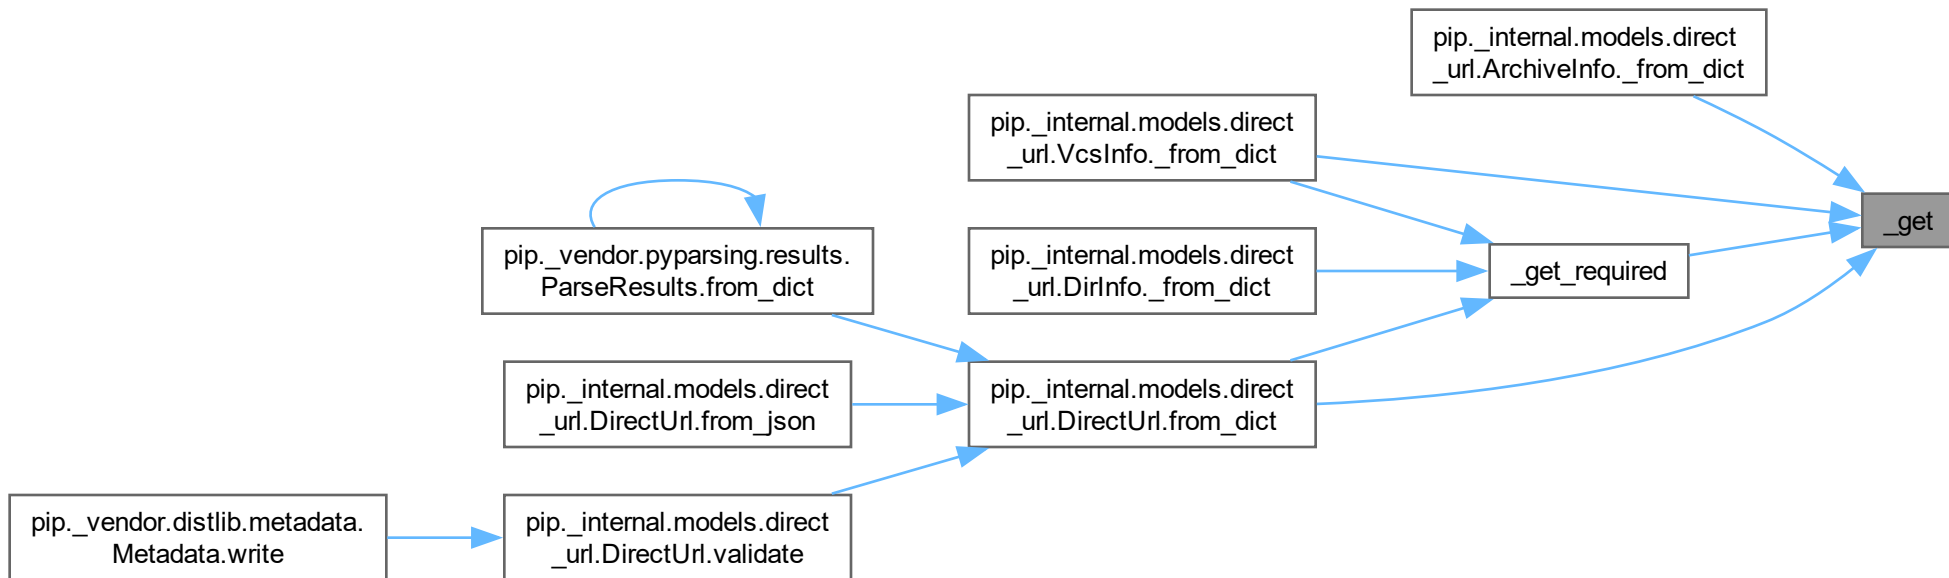 pip._internal.models.direct
_url.ArchiveInfo._from_dict
pip._internal.models.direct
_url.VcsInfo._from_dict
_get
pip._vendor.pyparsing.results.
ParseResults.from_dict
pip._internal.models.direct
_url.DirInfo._from_dict
_get_required
pip._internal.models.direct
_url.DirectUrl.from_json
pip._internal.models.direct
_url.DirectUrl.from_dict
pip._vendor.distlib.metadata.
Metadata.write
pip._internal.models.direct
_url.DirectUrl.validate